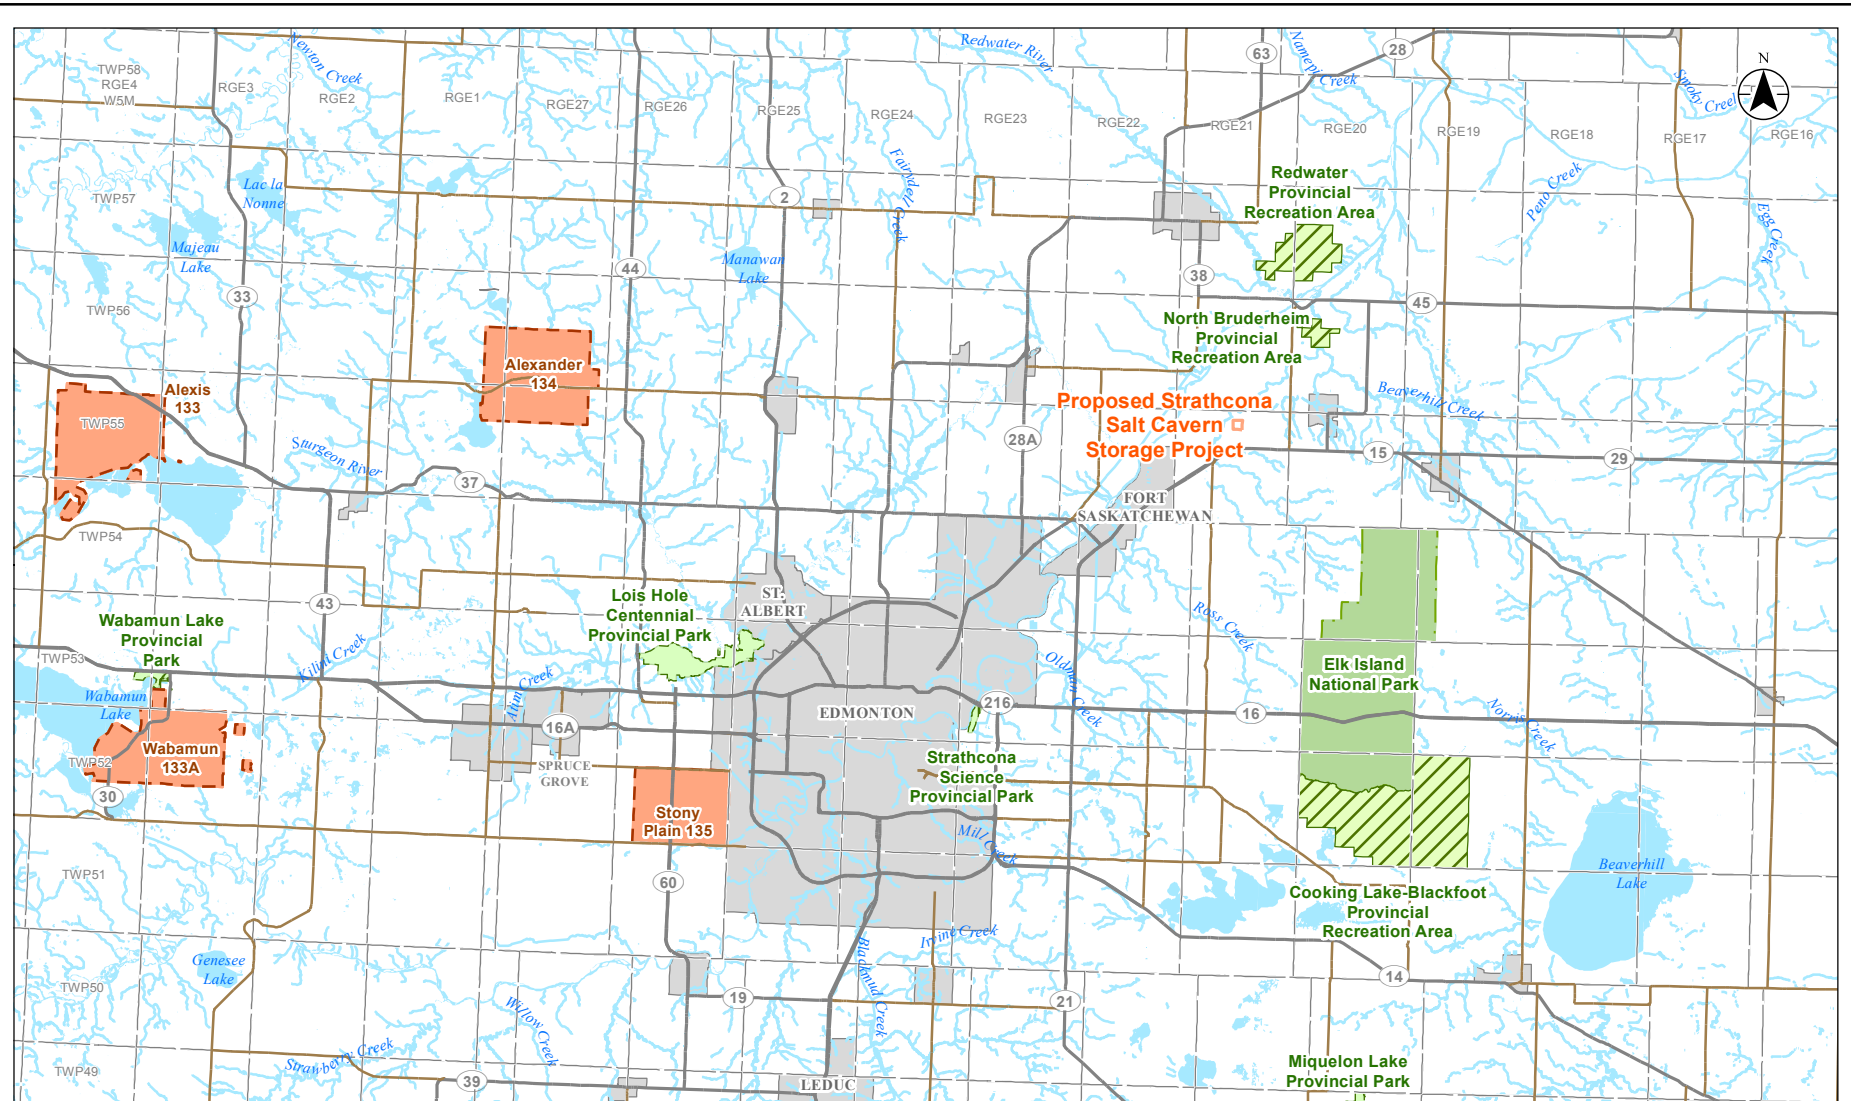 Newton Creek
Redwater River
Namepi Creek
63
28
N
Smoky Creek
TWP58
RGE4
W5M
RGE3
RGE2
RGE1
RGE27
RGE26
RGE25
RGE24
RGE23
RGE22
RGE21
RGE20
RGE19
RGE18
RGE17
RGE16
Lac la
Nonne
TWP57
2
Fairydell Creek
Redwater
Provincial
Recreation Area
Peno Creek
Egg Creek
Majeau
Lake
44
Manawan
Lake
38
33
45
TWP56
North Bruderheim
Provincial
Recreation Area
Alexander
134
Alexis
133
TWP55
Proposed Strathcona
Salt Cavern
Storage Project
Beaverhill Creek
Sturgeon River
28A
15
29
37
FORT
SASKATCHEWAN
TWP54
43
Lois Hole
Centennial
Provincial Park
ST.
ALBERT
Ross Creek
Wabamun Lake
Provincial
Park
TWP53
Kilini Creek
Oldman Creek
Elk Island
National Park
Wabamun
Lake
Atim Creek
16A
EDMONTON
216
16
Norris Creek
Wabamun
133A
TWP52
30
SPRUCE
GROVE
Strathcona
Science
Provincial Park
Stony
Plain 135
Mill Creek
TWP51
60
Beaverhill
Lake
Cooking Lake-Blackfoot
Provincial
Recreation Area
Irvine Creek
Blackmud Creek
Genesee
Lake
14
TWP50
19
21
Willow Creek
Strawberry Creek
TWP49
39
LEDUC
Miquelon Lake
Provincial Park